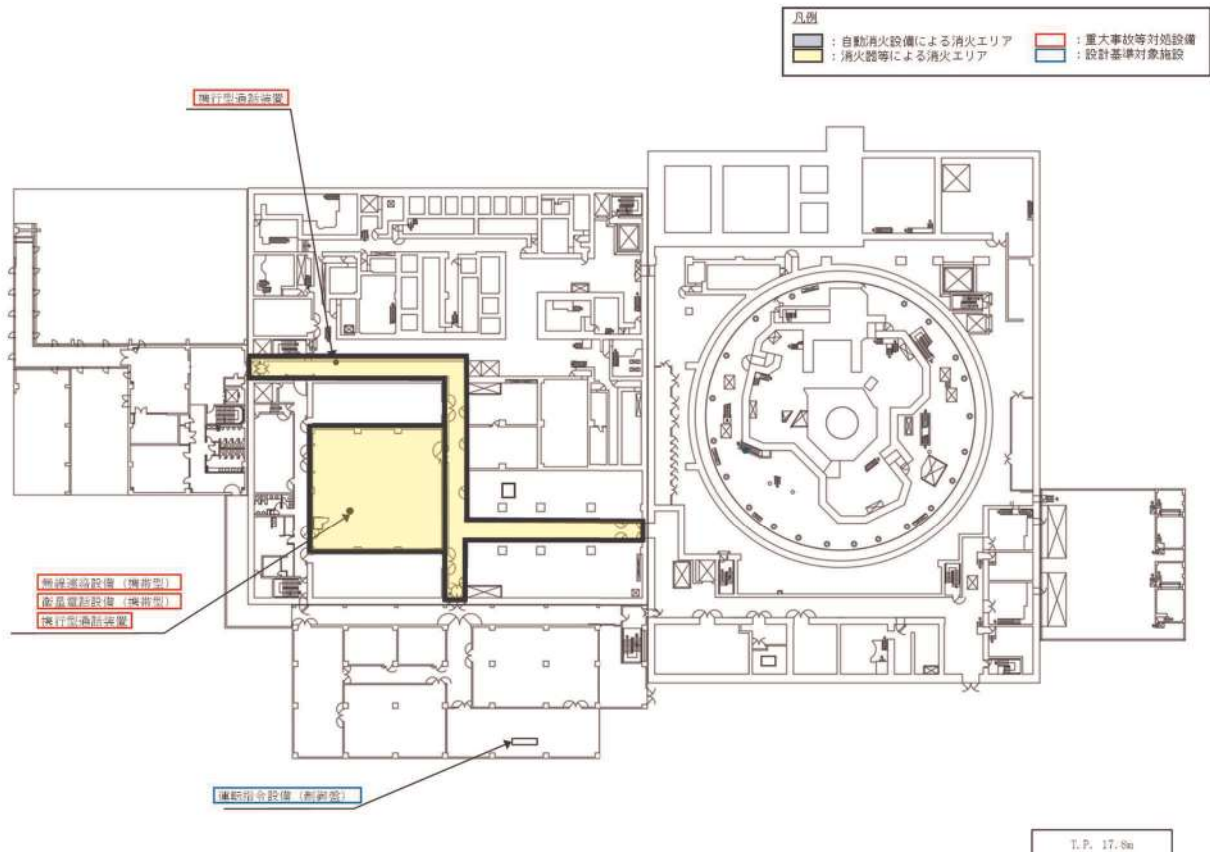 凡例
：自動消火設備による消火エリア
：消火器等による消火エリア
：重大事故等対処設備
：設計基準対象施設
携行型通話装置
無線連絡設備（携帯型）
衛星電話設備（携帯型）
携行型通話装置
運転指令設備（制御盤）
T.P. 17.8m